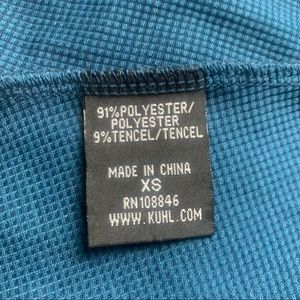 91%POLYESTER/
POLYESTER
9%TENCEL/TENCEL
MADE IN CHINA
XS
RN108846
WWW.KUHL.COM